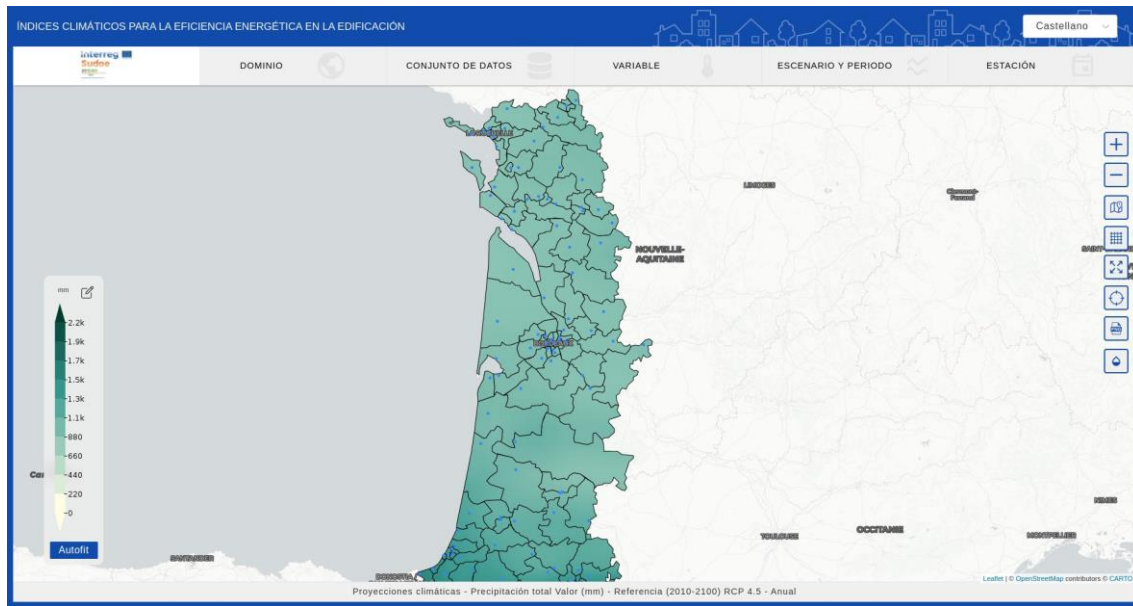 ÍNDICES CLIMÁTICOS PARA LA EFICIENCIA ENERGÉTICA EN LA EDIFICACIÓN
Castellano
Interreg
Sudoe
DOMINIO
CONJUNTO DE DATOS
VARIABLE
ESCENARIO Y PERIODO
ESTACIÓN
LIMOGES
NOUVELLE-
AQUITAINE
mm
2.2k
1.9k
1.7k
1.5k
1.3k
1.1k
880
660
440
220
0
Autofit
SANTANDER
DONOSTIA
TOULOUSE
OCCITANIE
NIMES
MONTPELLIER
Leaflet | © OpenStreetMap contributors © CARTO
Proyecciones climáticas - Precipitación total Valor (mm) - Referencia (2010-2100) RCP 4.5 - Anual